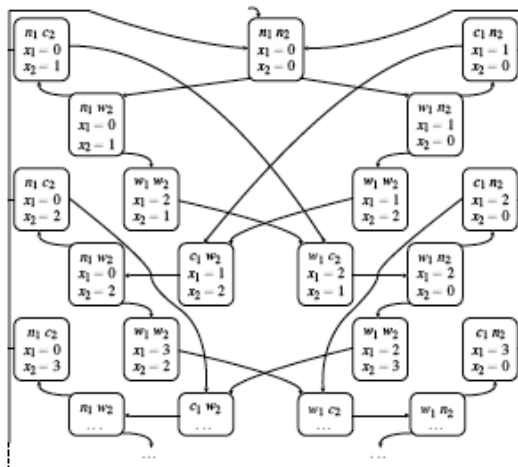 n₁ c₂
x₁ = 0
x₂ = 1
n₁ n₂
x₁ = 0
x₂ = 0
c₁ n₂
x₁ = 1
x₂ = 0
n₁ w₂
x₁ = 0
x₂ = 1
w₁ n₂
x₁ = 1
x₂ = 0
n₁ c₂
x₁ = 0
x₂ = 2
w₁ w₂
x₁ = 2
x₂ = 1
w₁ w₂
x₁ = 1
x₂ = 2
c₁ n₂
x₁ = 2
x₂ = 0
n₁ w₂
x₁ = 0
x₂ = 2
c₁ w₂
x₁ = 1
x₂ = 2
w₁ c₂
x₁ = 2
x₂ = 1
w₁ n₂
x₁ = 2
x₂ = 0
n₁ c₂
x₁ = 0
x₂ = 3
w₁ w₂
x₁ = 3
x₂ = 2
w₁ w₂
x₁ = 2
x₂ = 3
c₁ n₂
x₁ = 3
x₂ = 0
n₁ w₂
...
c₁ w₂
...
w₁ c₂
...
w₁ n₂
...
...
...